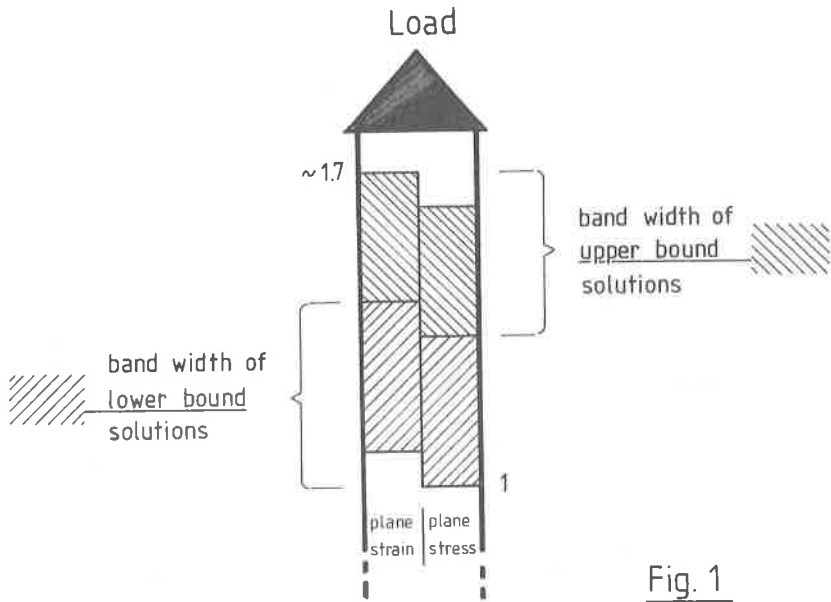 Load
~1.7
band width of
upper bound
solutions
band width of
lower bound
solutions
1
plane
strain
plane
stress
Fig. 1